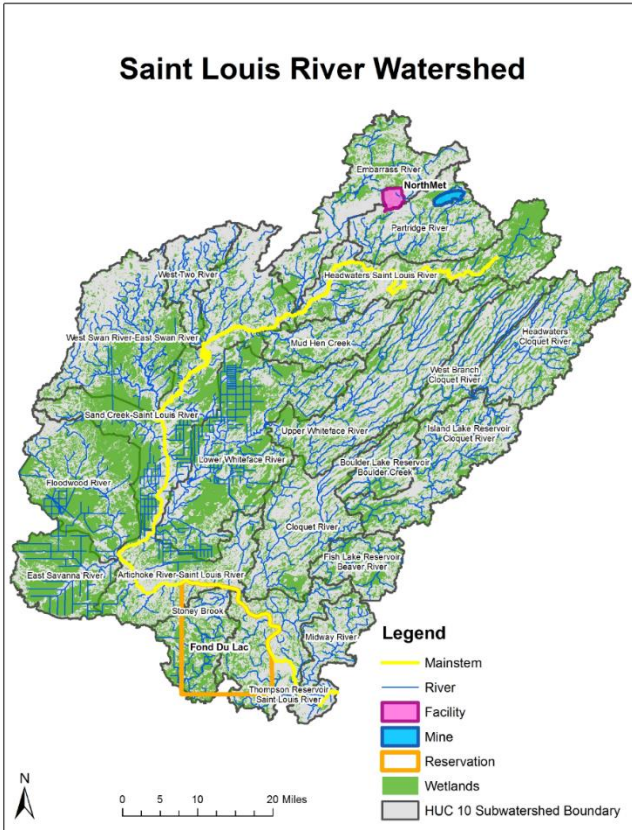 Saint Louis River Watershed
Embarrass River
NorthMet
Partridge River
West Two River
Headwaters Saint Louis River
West Swan River-East Swan River
Mud Hen Creek
Headwaters
Cloquet River
West Branch
Cloquet River
Sand Creek-Saint Louis River
Upper Whiteface River
Island Lake Reservoir
Cloquet River
Lower Whiteface River
Boulder Lake Reservoir
Boulder Creek
Floodwood River
Cloquet River
Fish Lake Reservoir
Beaver River
East Savanna River
Artichoke River-Saint Louis River
Stoney Brook
Midway River
Fond Du Lac
Thompson Reservoir
Saint Louis River
Legend
Mainstem
River
Facility
Mine
Reservation
Wetlands
HUC 10 Subwatershed Boundary
N
0 5 10 20 Miles